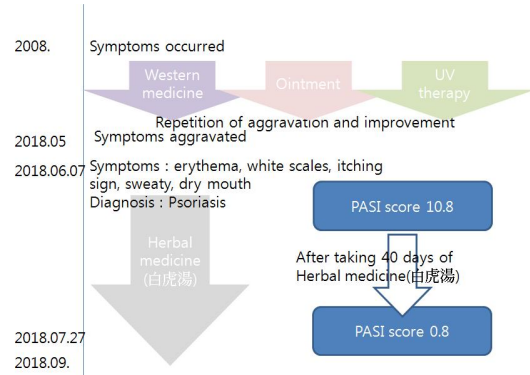 2008.
Symptoms occurred
Western
medicine
Ointment
UV
therapy
Repetition of aggravation and improvement
2018.05
Symptoms aggravated
2018.06.07
Symptoms : erythema, white scales, itching
sign, sweaty, dry mouth
Diagnosis : Psoriasis
PASI score 10.8
Herbal
medicine
(白虎湯)
After taking 40 days of
Herbal medicine(白虎湯)
PASI score 0.8
2018.07.27
2018.09.